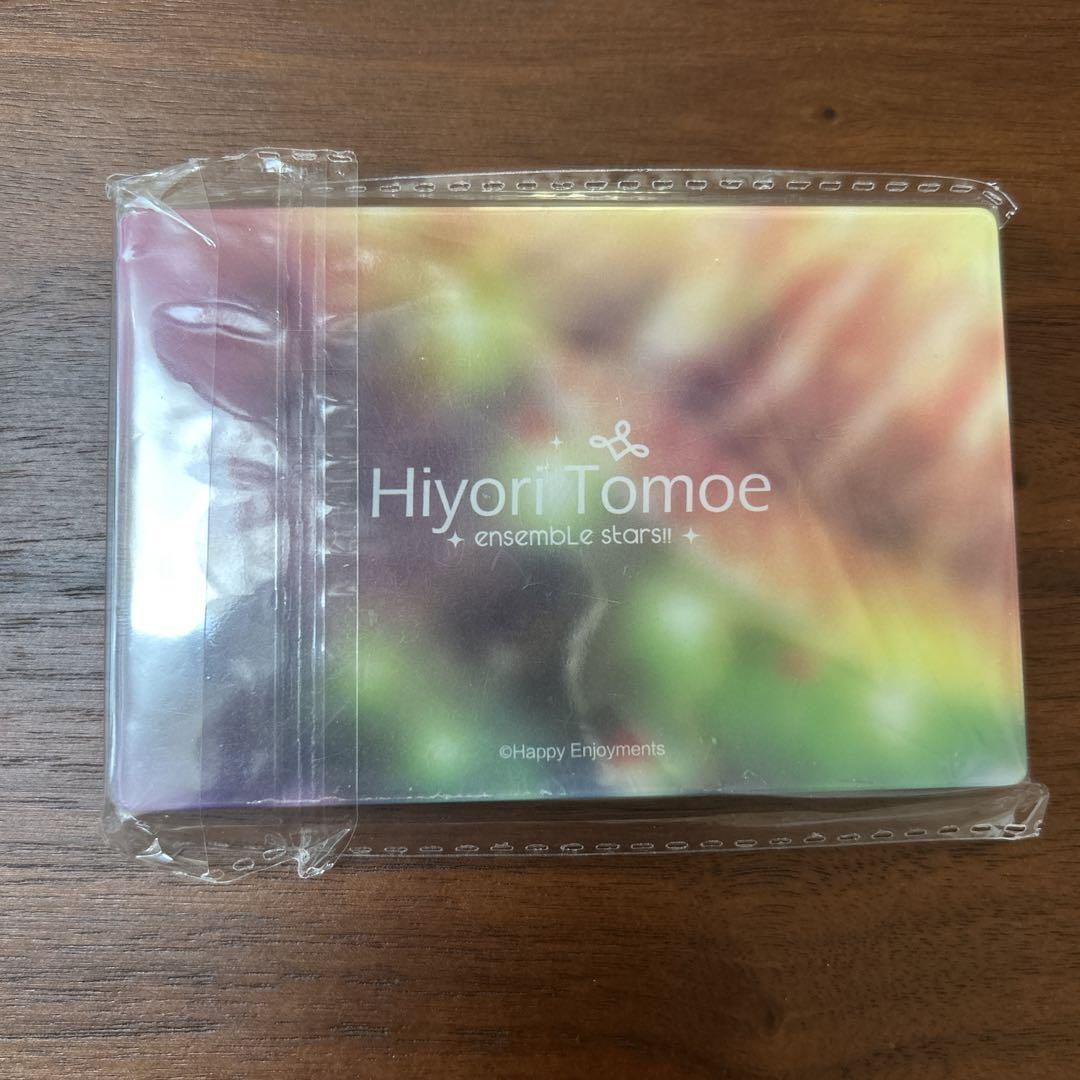 Hiyori Tomoe
ensembLe stars!!
©Happy Enjoyments